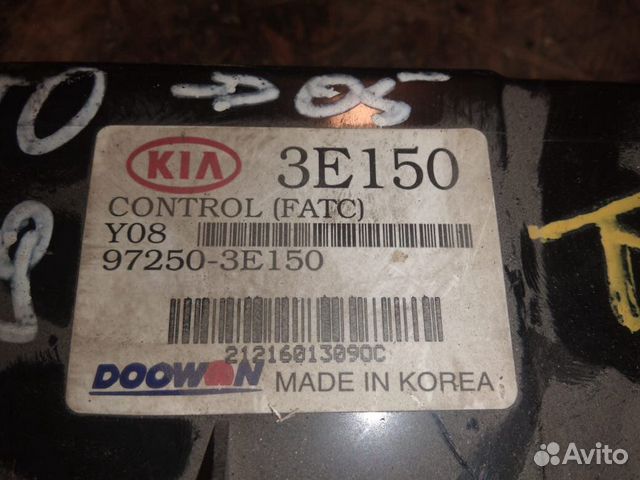 KIA 3E150
CONTROL (FATC)
Y08
97250-3E150
21216013090C
DOOWON MADE IN KOREA
Avito